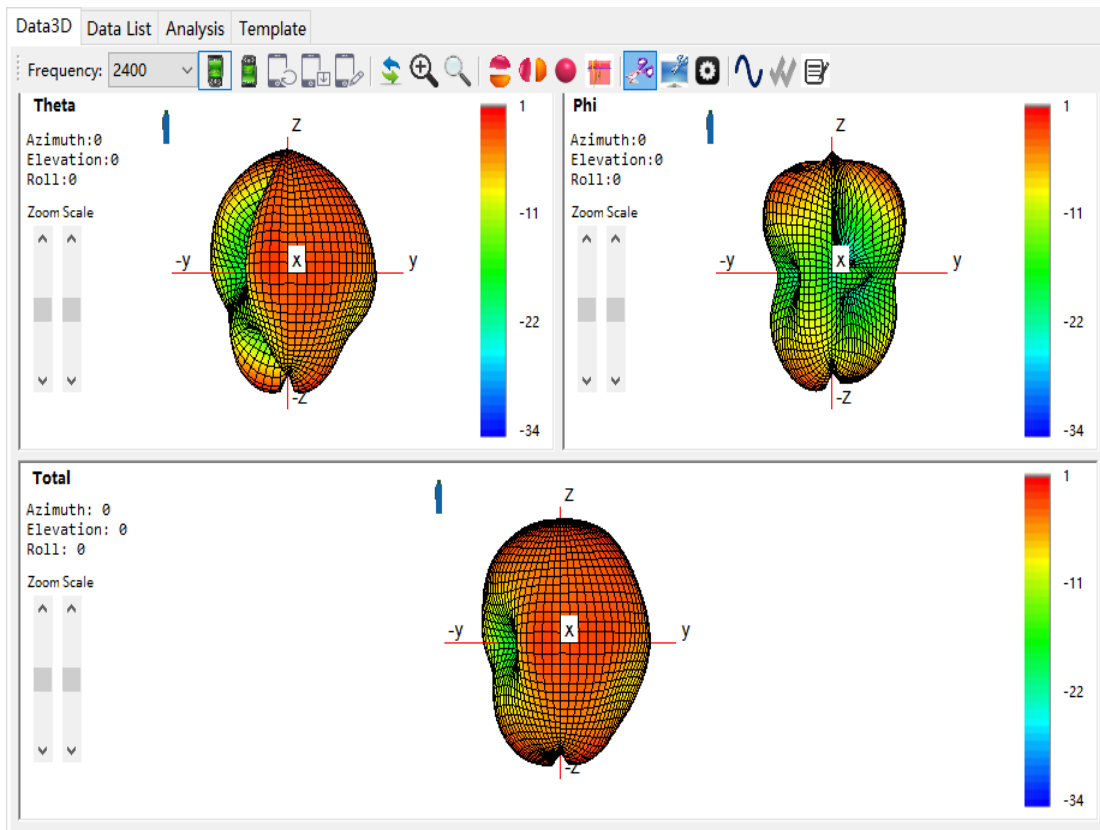 Data3D Data List Analysis Template
Frequency: 2400
Theta
Azimuth:0
Elevation:0
Roll:0
Zoom Scale
Z
-y
x
y
-Z
1
-11
-22
-34
Phi
Azimuth:0
Elevation:0
Roll:0
Zoom Scale
Z
-y
x
y
-Z
1
-11
-22
-34
Total
Azimuth: 0
Elevation: 0
Roll: 0
Zoom Scale
Z
-y
x
y
-Z
1
-11
-22
-34